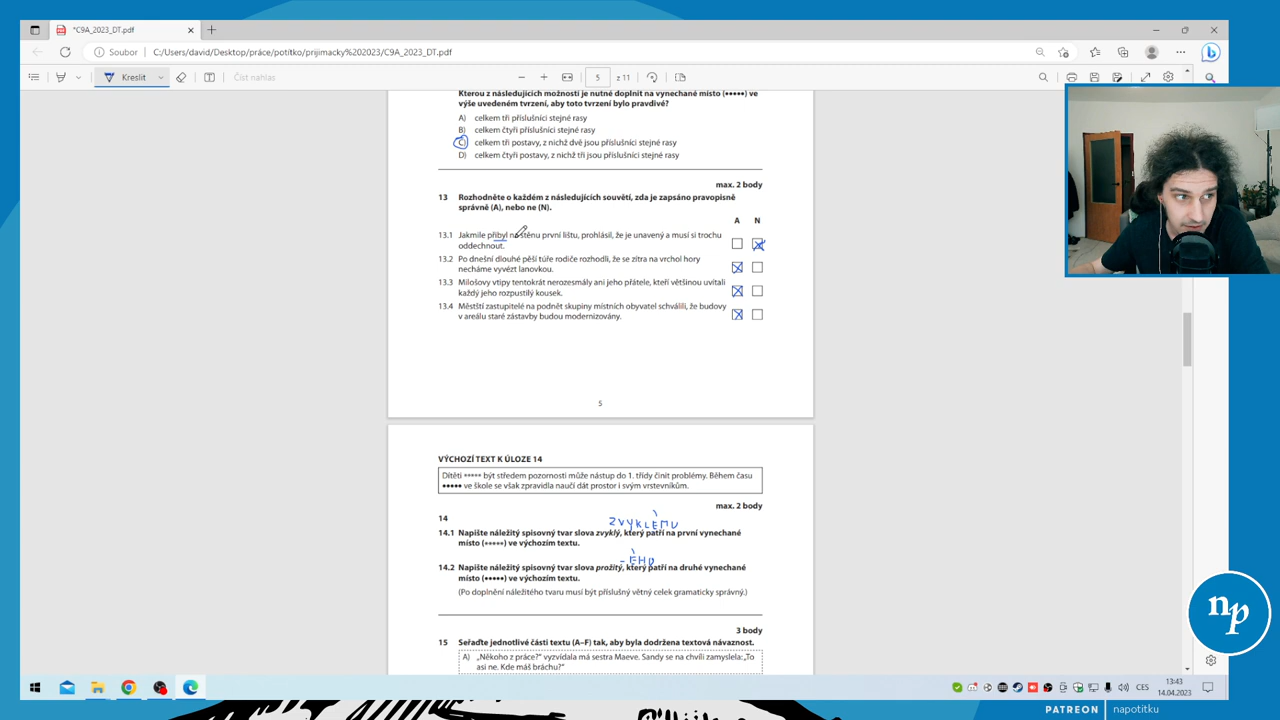 *C9A_2023_DT.pdf
Soubor C:/Users/david/Desktop/práce/potítko/prijimacky%202023/C9A_2023_DT.pdf
Kreslit Číst nahlas 5 z 11
Kterou z následujících možností je nutné doplnit na vynechané místo (•••••) ve
výše uvedeném tvrzení, aby toto tvrzení bylo pravdivé?
A) celkem tři příslušníci stejné rasy
B) celkem čtyři příslušníci stejné rasy
C) celkem tři postavy, z nichž dvě jsou příslušníci stejné rasy
D) celkem čtyři postavy, z nichž tři jsou příslušníci stejné rasy
max. 2 body
13 Rozhodněte o každém z následujících souvětí, zda je zapsáno pravopisně
správně (A), nebo ne (N).
A N
13.1 Jakmile přibyl na stěnu první lištu, prohlásil, že je unavený a musí si trochu
oddechnout.
13.2 Po dnešní dlouhé pěší túře rodiče rozhodli, že se zítra na vrchol hory
necháme vyvézt lanovkou.
13.3 Milošovy vtipy tentokrát nerozesmály ani jeho přátele, kteří většinou uvítali
každý jeho rozpustilý kousek.
13.4 Městští zastupitelé na podnět skupiny místních obyvatel schválili, že budovy
v areálu staré zástavby budou modernizovány.
5
VÝCHOZÍ TEXT K ÚLOZE 14
Dítěti ***** být středem pozornosti může nástup do 1. třídy činit problémy. Během času
••••• ve škole se však zpravidla naučí dát prostor i svým vrstevníkům.
max. 2 body
14
ZVYKLÉMU
14.1 Napište náležitý spisovný tvar slova zvyklý, který patří na první vynechané
místo (*****) ve výchozím textu.
-ÉHO
14.2 Napište náležitý spisovný tvar slova prožitý, který patří na druhé vynechané
místo (•••••) ve výchozím textu.
(Po doplnění náležitého tvaru musí být příslušný větný celek gramaticky správný.)
3 body
15 Seřaďte jednotlivé části textu (A–F) tak, aby byla dodržena textová návaznost.
A) „Někoho z práce?“ vyzvídala má sestra Maeve. Sandy se na chvíli zamyslela: „To
asi ne. Kde máš bráchu?“
np
CES 13:43
14.04.2023
PATREON napotitku